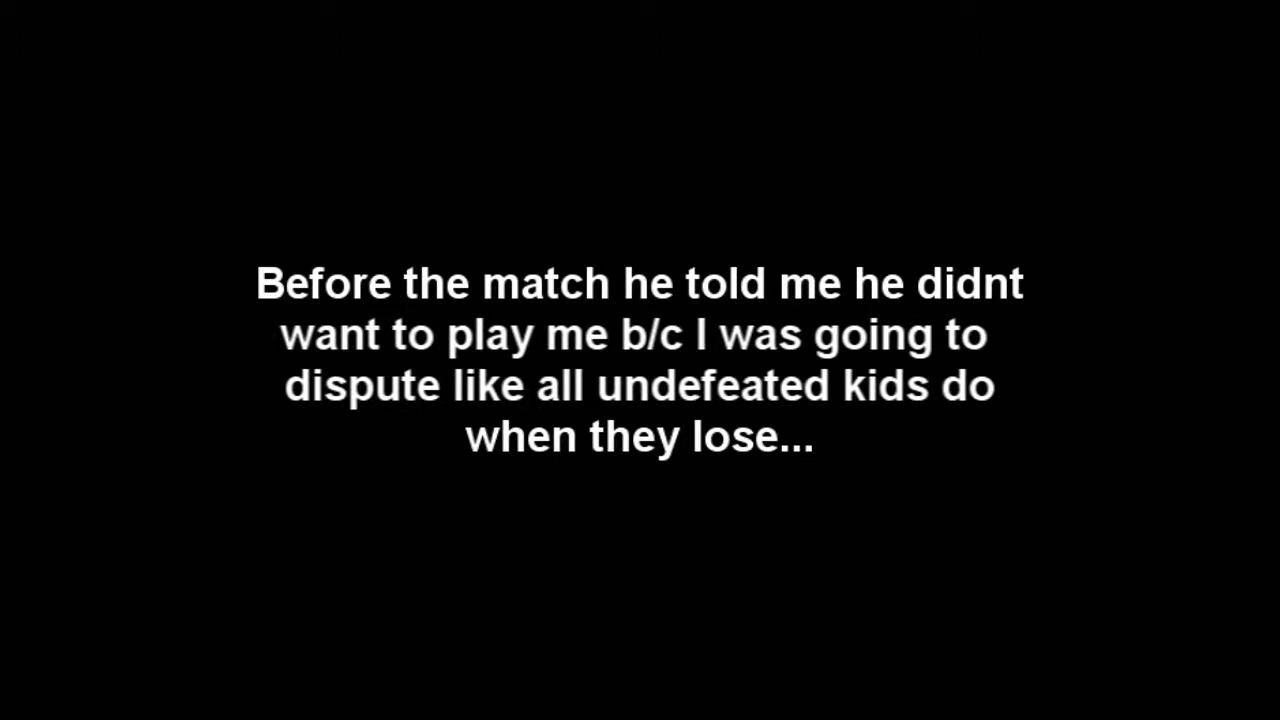 Before the match he told me he didnt
want to play me b/c I was going to
dispute like all undefeated kids do
when they lose...